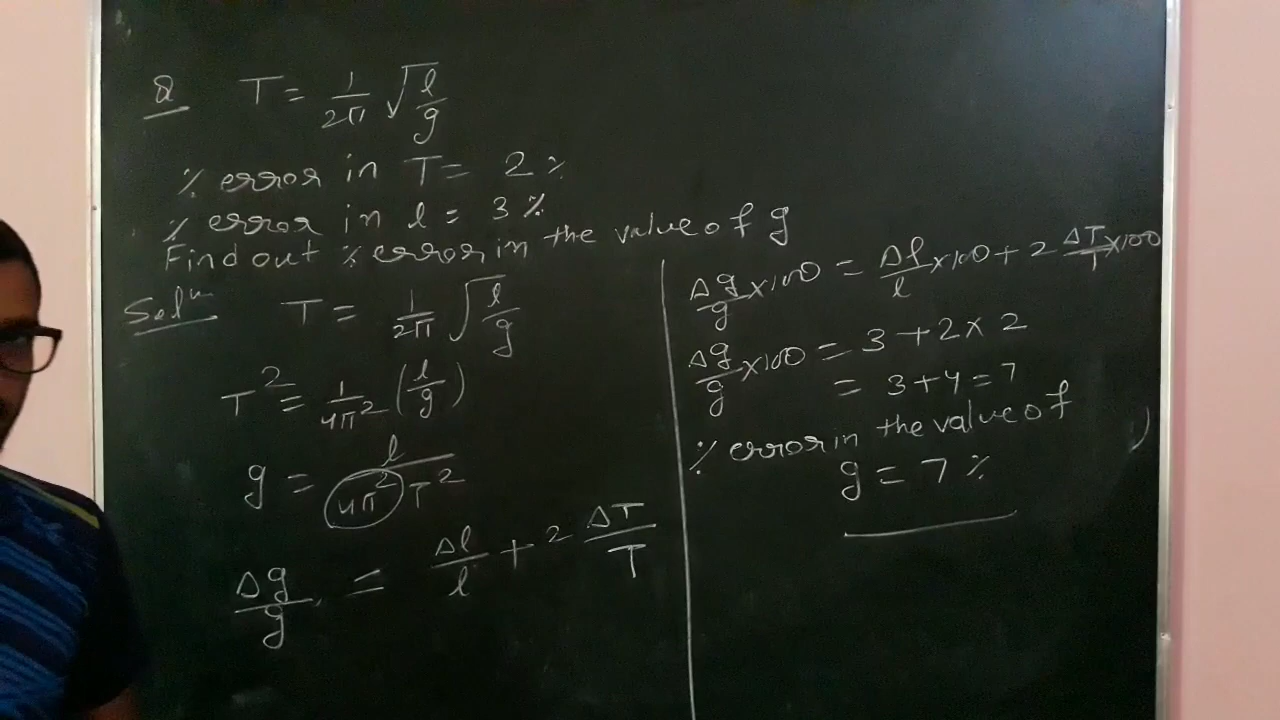 Q T = 1/2π √l/g
% error in T = 2 %
% error in l = 3 %
Find out % error in the value of g
Solⁿ T = 1/2π √l/g
T² = 1/4π² (l/g)
g = l/4π² T²
Δg/g = Δl/l + 2 ΔT/T
Δg/g × 100 = Δl/l × 100 + 2 ΔT/T × 100
Δg/g × 100 = 3 + 2 × 2
= 3 + 4 = 7
% error in the value of
g = 7 %